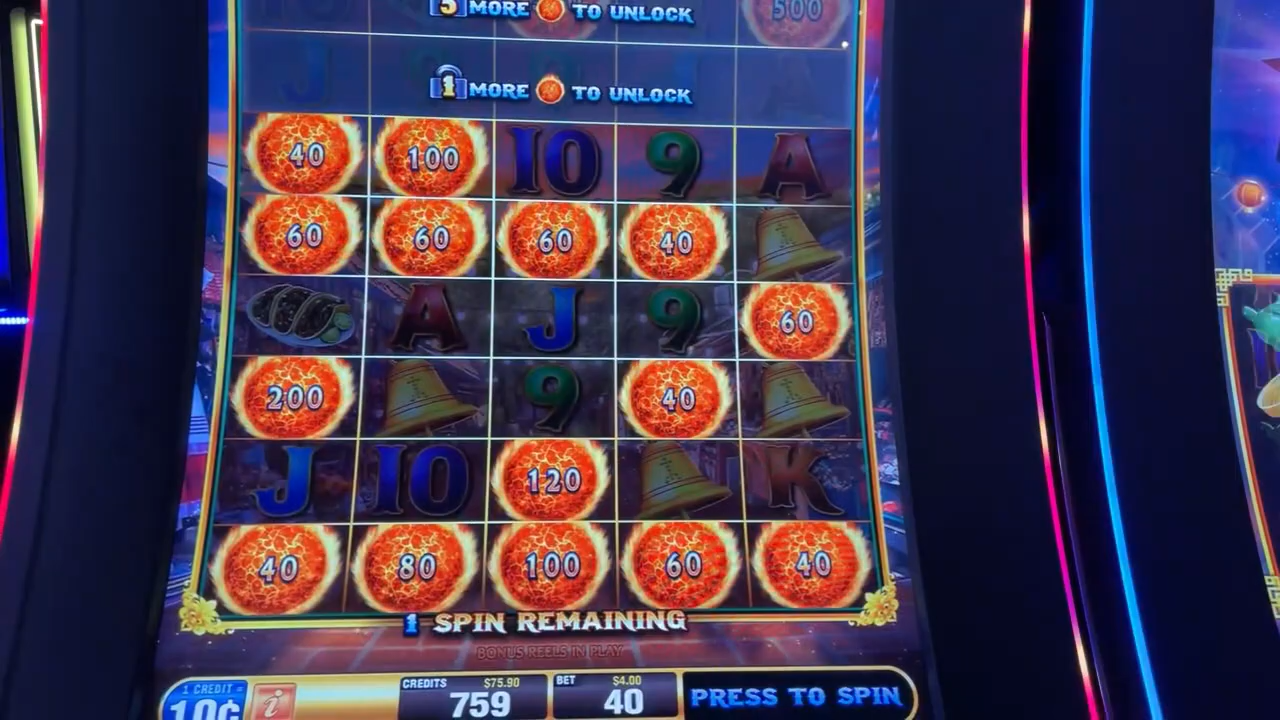 5 MORE TO UNLOCK
500
J
1 MORE TO UNLOCK
40 100 10 9 A
60 60 60 40
A J 9 60
200 9 40
J 10 120 K
40 80 100 60 40
1 SPIN REMAINING
BONUS REELS IN PLAY
1 CREDIT =
10¢
i
CREDITS $75.90
759
BET $4.00
40
PRESS TO SPIN